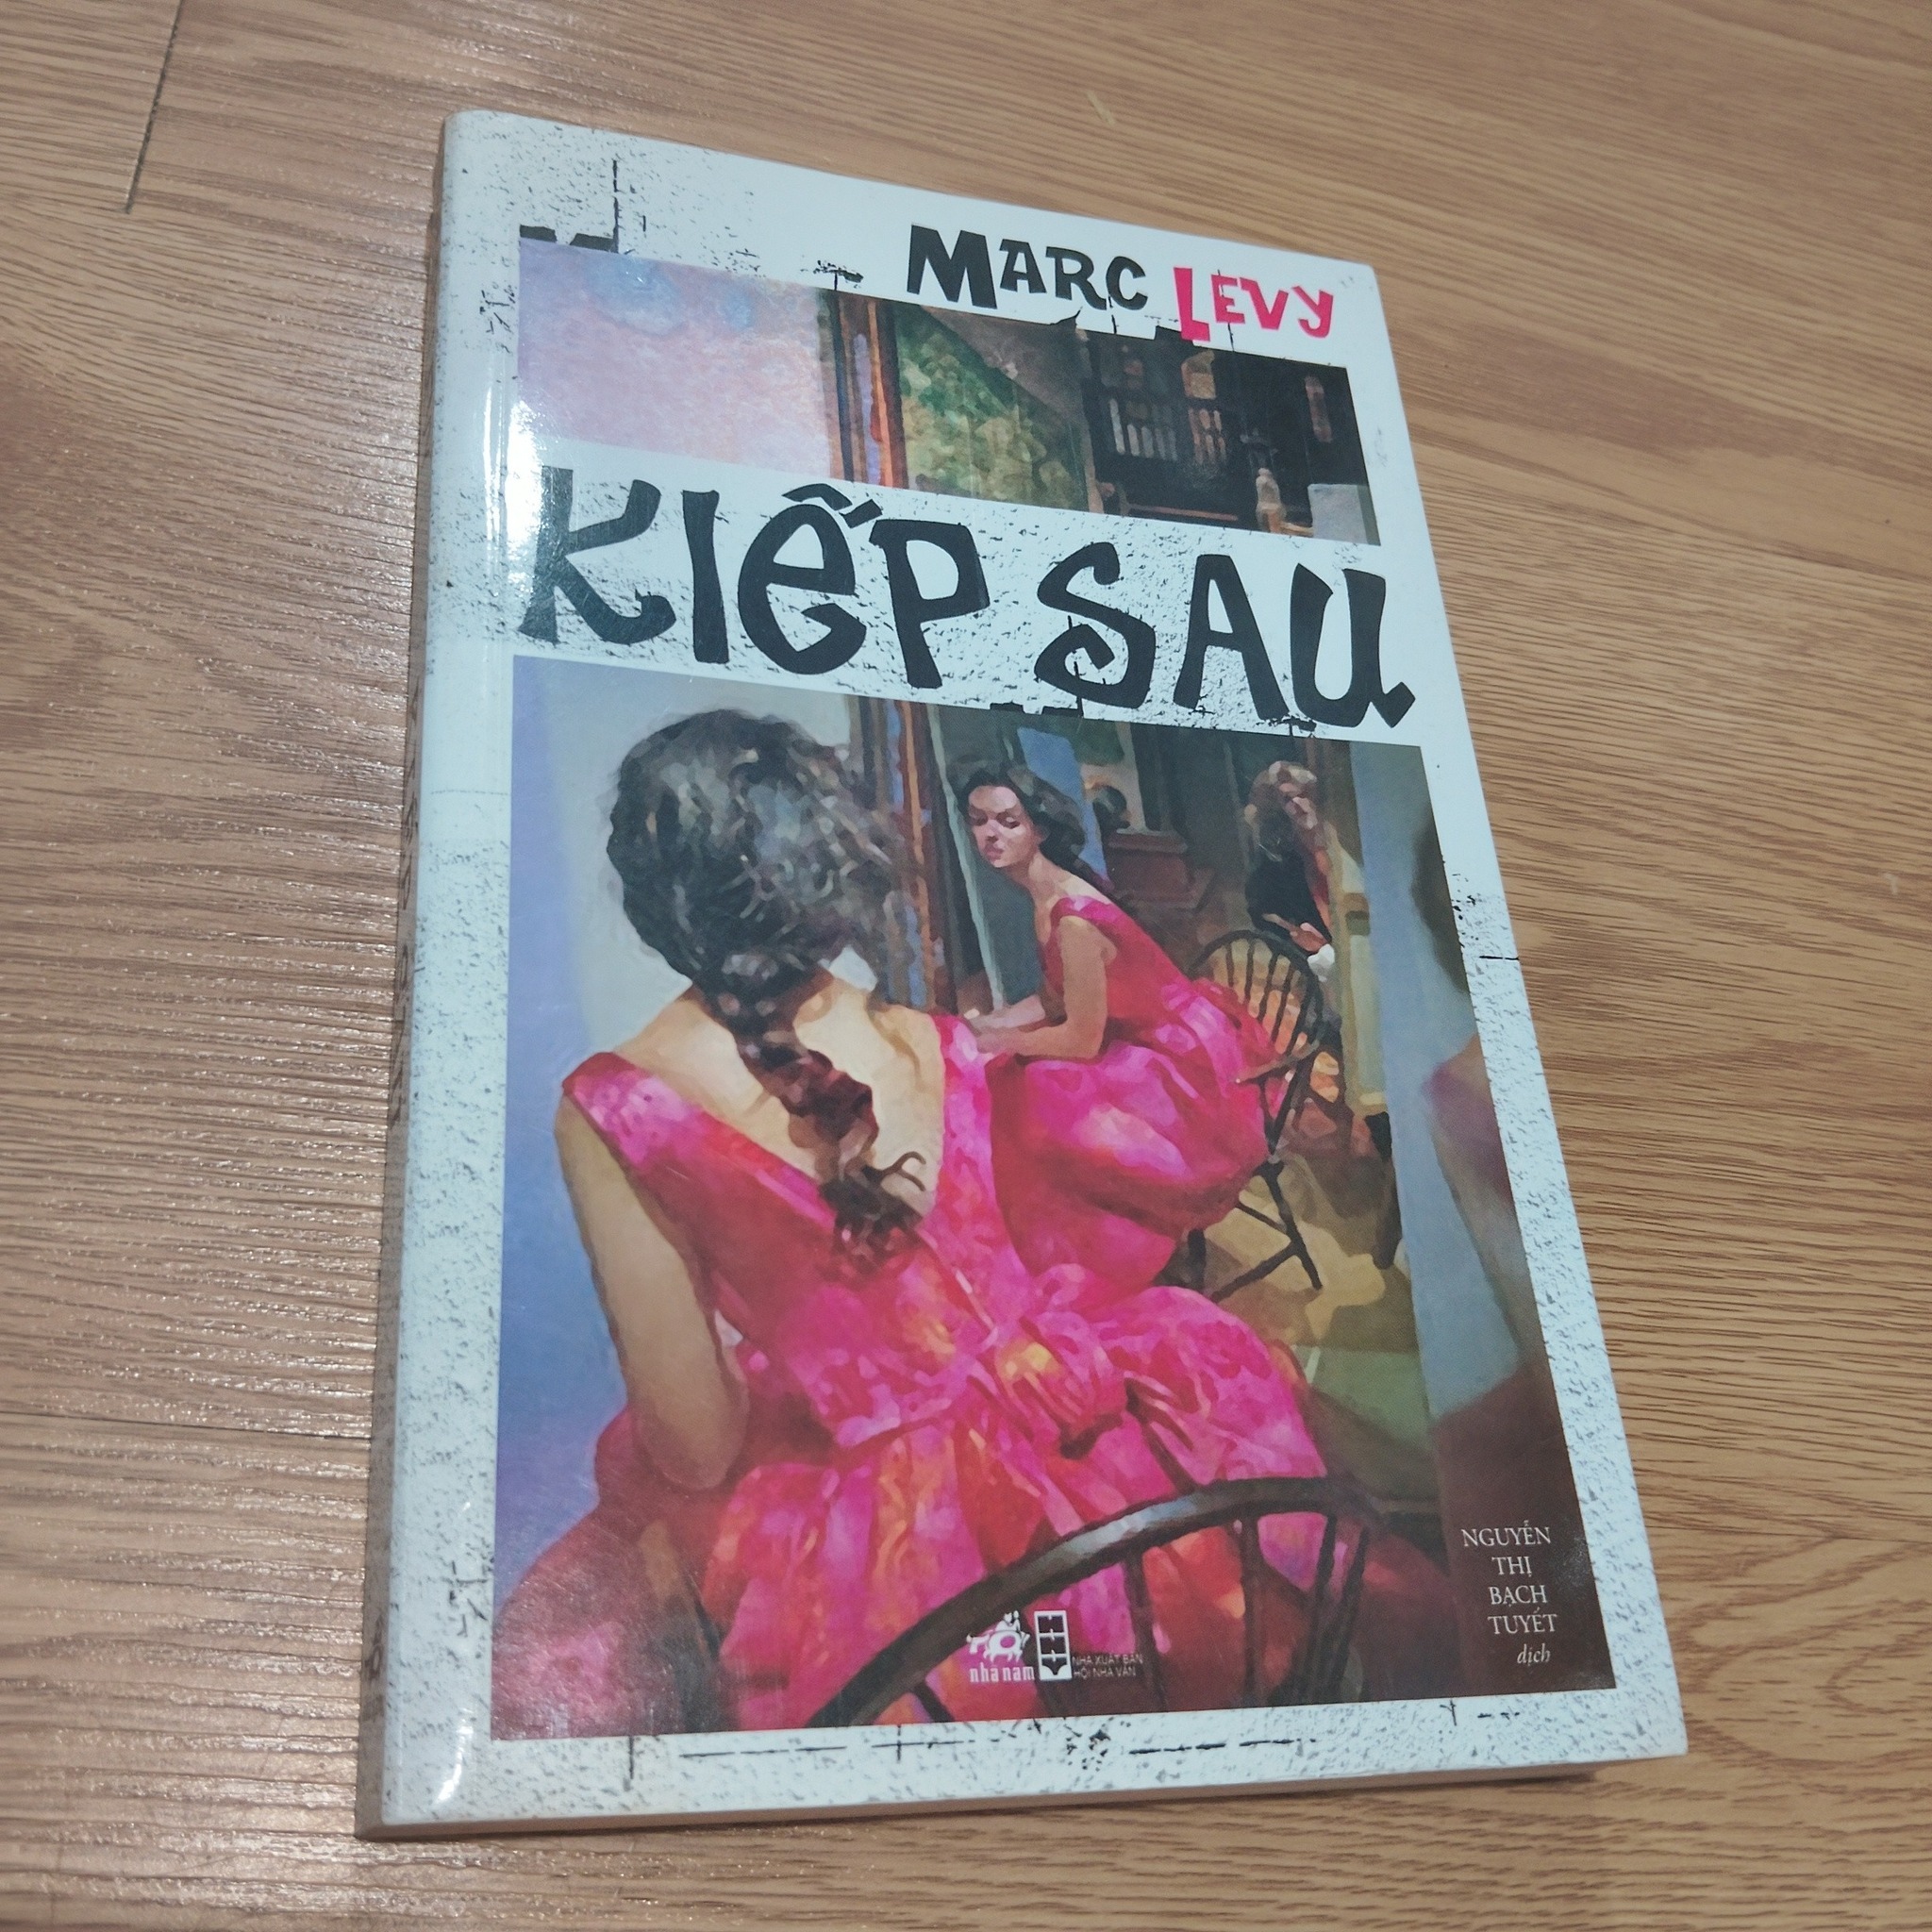 MARC LEVY
KIẾP SAU
NGUYỄN
THỊ
BẠCH
TUYẾT
dịch
nhã nam
NHÀ XUẤT BẢN
HỘI NHÀ VĂN